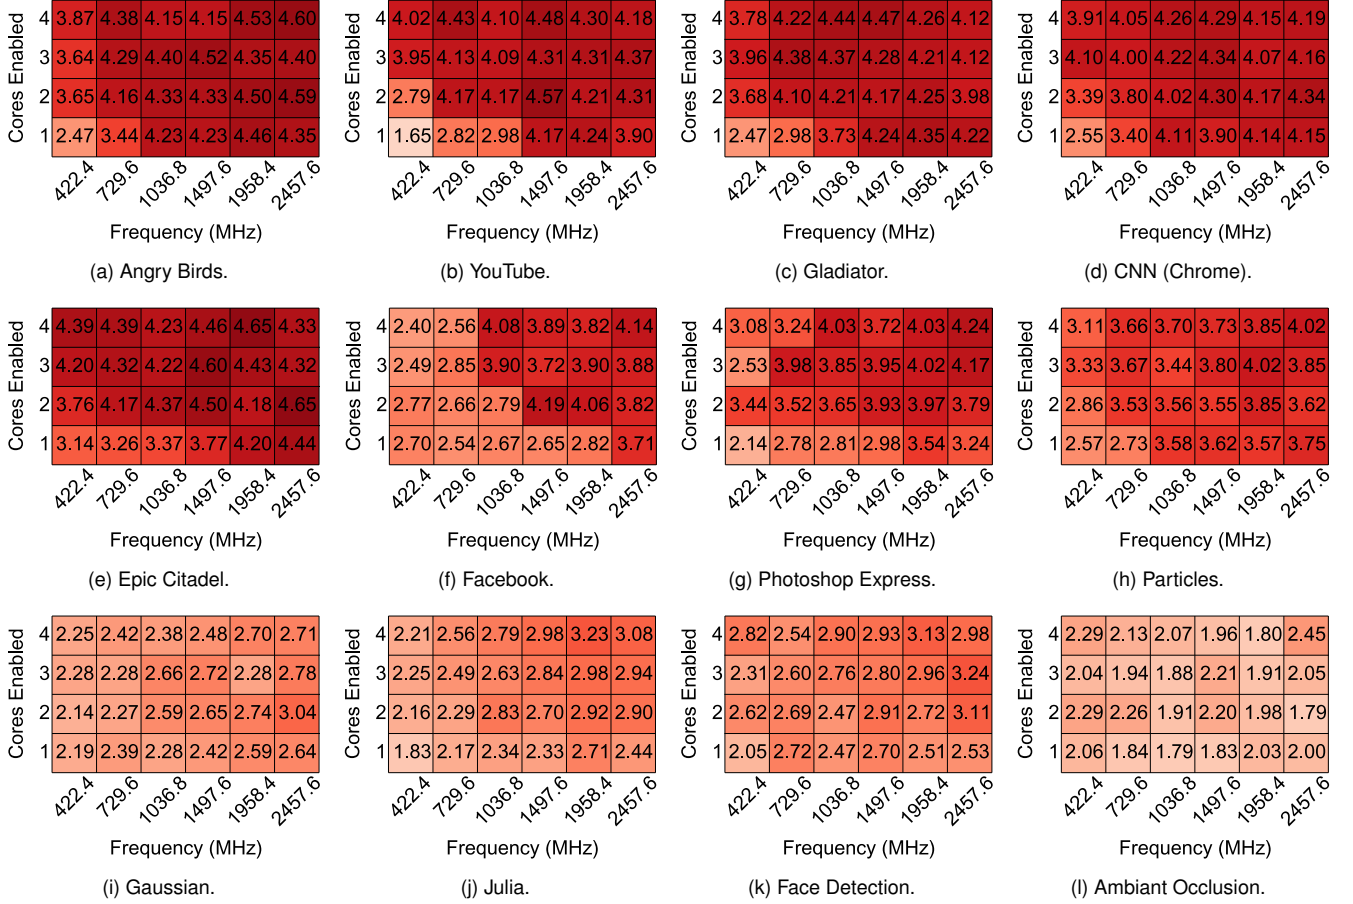 Cores Enabled
4 3.87 4.38 4.15 4.15 4.53 4.60
3 3.64 4.29 4.40 4.52 4.35 4.40
2 3.65 4.16 4.33 4.33 4.50 4.59
1 2.47 3.44 4.23 4.23 4.46 4.35
422.4 729.6 1036.8 1497.6 1958.4 2457.6
Frequency (MHz)
(a) Angry Birds.
4 4.02 4.43 4.10 4.48 4.30 4.18
3 3.95 4.13 4.09 4.31 4.31 4.37
2 2.79 4.17 4.17 4.57 4.21 4.31
1 1.65 2.82 2.98 4.17 4.24 3.90
Cores Enabled
422.4 729.6 1036.8 1497.6 1958.4 2457.6
Frequency (MHz)
(b) YouTube.
Cores Enabled
4 3.78 4.22 4.44 4.47 4.26 4.12
3 3.96 4.38 4.37 4.28 4.21 4.12
2 3.68 4.10 4.21 4.17 4.25 3.98
1 2.47 2.98 3.73 4.24 4.35 4.22
422.4 729.6 1036.8 1497.6 1958.4 2457.6
Frequency (MHz)
(c) Gladiator.
Cores Enabled
4 3.91 4.05 4.26 4.29 4.15 4.19
3 4.10 4.00 4.22 4.34 4.07 4.16
2 3.39 3.80 4.02 4.30 4.17 4.34
1 2.55 3.40 4.11 3.90 4.14 4.15
422.4 729.6 1036.8 1497.6 1958.4 2457.6
Frequency (MHz)
(d) CNN (Chrome).
Cores Enabled
4 4.39 4.39 4.23 4.46 4.65 4.33
3 4.20 4.32 4.22 4.60 4.43 4.32
2 3.76 4.17 4.37 4.50 4.18 4.65
1 3.14 3.26 3.37 3.77 4.20 4.44
422.4 729.6 1036.8 1497.6 1958.4 2457.6
Frequency (MHz)
(e) Epic Citadel.
Cores Enabled
4 2.40 2.56 4.08 3.89 3.82 4.14
3 2.49 2.85 3.90 3.72 3.90 3.88
2 2.77 2.66 2.79 4.19 4.06 3.82
1 2.70 2.54 2.67 2.65 2.82 3.71
422.4 729.6 1036.8 1497.6 1958.4 2457.6
Frequency (MHz)
(f) Facebook.
Cores Enabled
4 3.08 3.24 4.03 3.72 4.03 4.24
3 2.53 3.98 3.85 3.95 4.02 4.17
2 3.44 3.52 3.65 3.93 3.97 3.79
1 2.14 2.78 2.81 2.98 3.54 3.24
422.4 729.6 1036.8 1497.6 1958.4 2457.6
Frequency (MHz)
(g) Photoshop Express.
Cores Enabled
4 3.11 3.66 3.70 3.73 3.85 4.02
3 3.33 3.67 3.44 3.80 4.02 3.85
2 2.86 3.53 3.56 3.55 3.85 3.62
1 2.57 2.73 3.58 3.62 3.57 3.75
422.4 729.6 1036.8 1497.6 1958.4 2457.6
Frequency (MHz)
(h) Particles.
Cores Enabled
4 2.25 2.42 2.38 2.48 2.70 2.71
3 2.28 2.28 2.66 2.72 2.28 2.78
2 2.14 2.27 2.59 2.65 2.74 3.04
1 2.19 2.39 2.28 2.42 2.59 2.64
422.4 729.6 1036.8 1497.6 1958.4 2457.6
Frequency (MHz)
(i) Gaussian.
Cores Enabled
4 2.21 2.56 2.79 2.98 3.23 3.08
3 2.25 2.49 2.63 2.84 2.98 2.94
2 2.16 2.29 2.83 2.70 2.92 2.90
1 1.83 2.17 2.34 2.33 2.71 2.44
422.4 729.6 1036.8 1497.6 1958.4 2457.6
Frequency (MHz)
(j) Julia.
Cores Enabled
4 2.82 2.54 2.90 2.93 3.13 2.98
3 2.31 2.60 2.76 2.80 2.96 3.24
2 2.62 2.69 2.47 2.91 2.72 3.11
1 2.05 2.72 2.47 2.70 2.51 2.53
422.4 729.6 1036.8 1497.6 1958.4 2457.6
Frequency (MHz)
(k) Face Detection.
Cores Enabled
4 2.29 2.13 2.07 1.96 1.80 2.45
3 2.04 1.94 1.88 2.21 1.91 2.05
2 2.29 2.26 1.91 2.20 1.98 1.79
1 2.06 1.84 1.79 1.83 2.03 2.00
422.4 729.6 1036.8 1497.6 1958.4 2457.6
Frequency (MHz)
(l) Ambiant Occlusion.